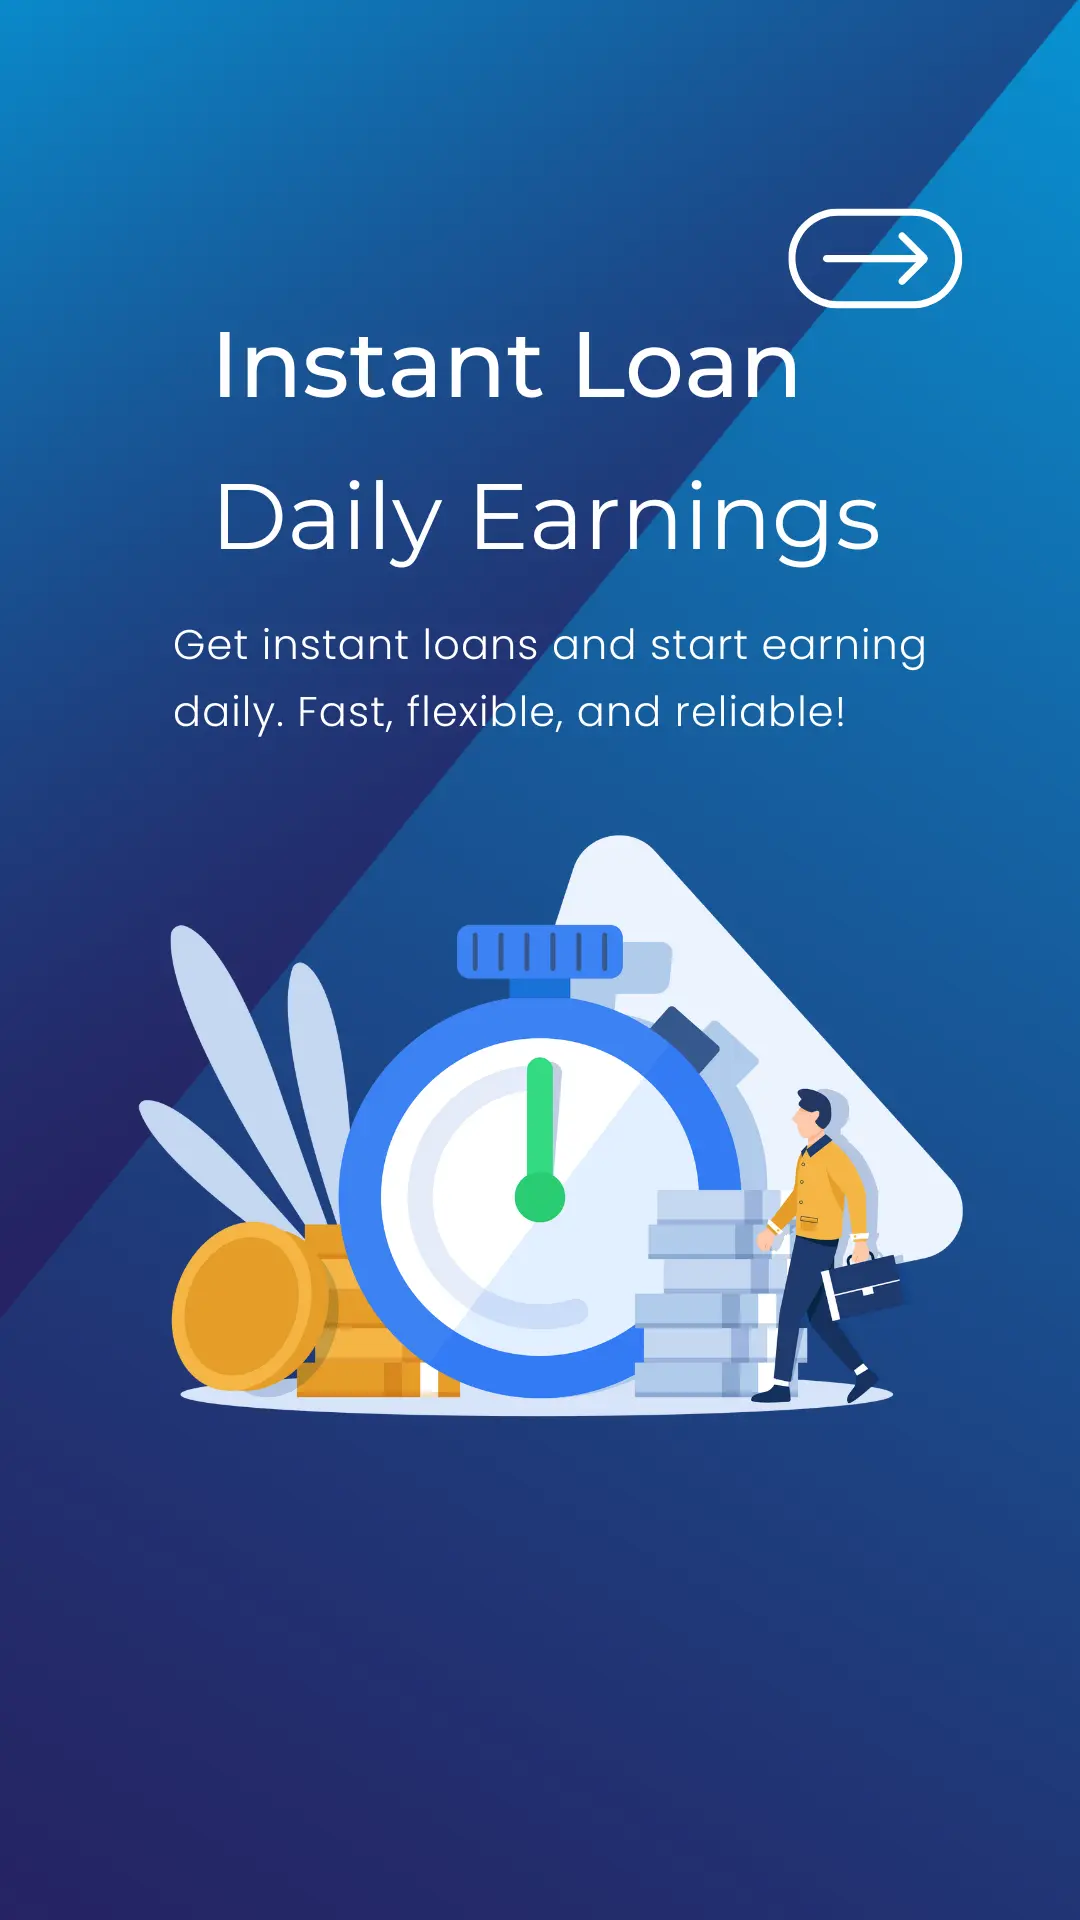 Instant Loan
Daily Earnings
Get instant loans and start earning
daily. Fast, flexible, and reliable!